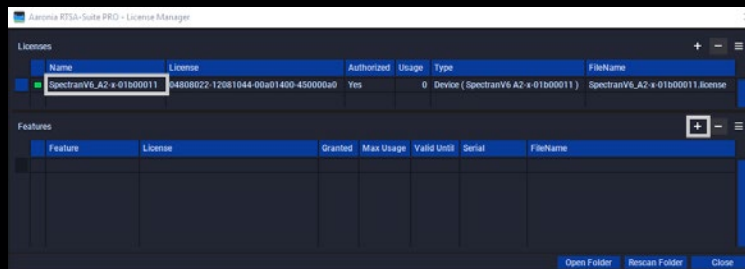 Aaronia RTSA-Suite PRO - License Manager
Licenses + −
Name License Authorized Usage Type FileName
SpectranV6_A2-x-01b00011 04808022-12081044-00a01400-450000a0 Yes 0 Device ( SpectranV6 A2-x-01b00011 ) SpectranV6_A2-x-01b00011.license
Features + −
Feature License Granted Max Usage Valid Until Serial FileName
Open Folder Rescan Folder Close